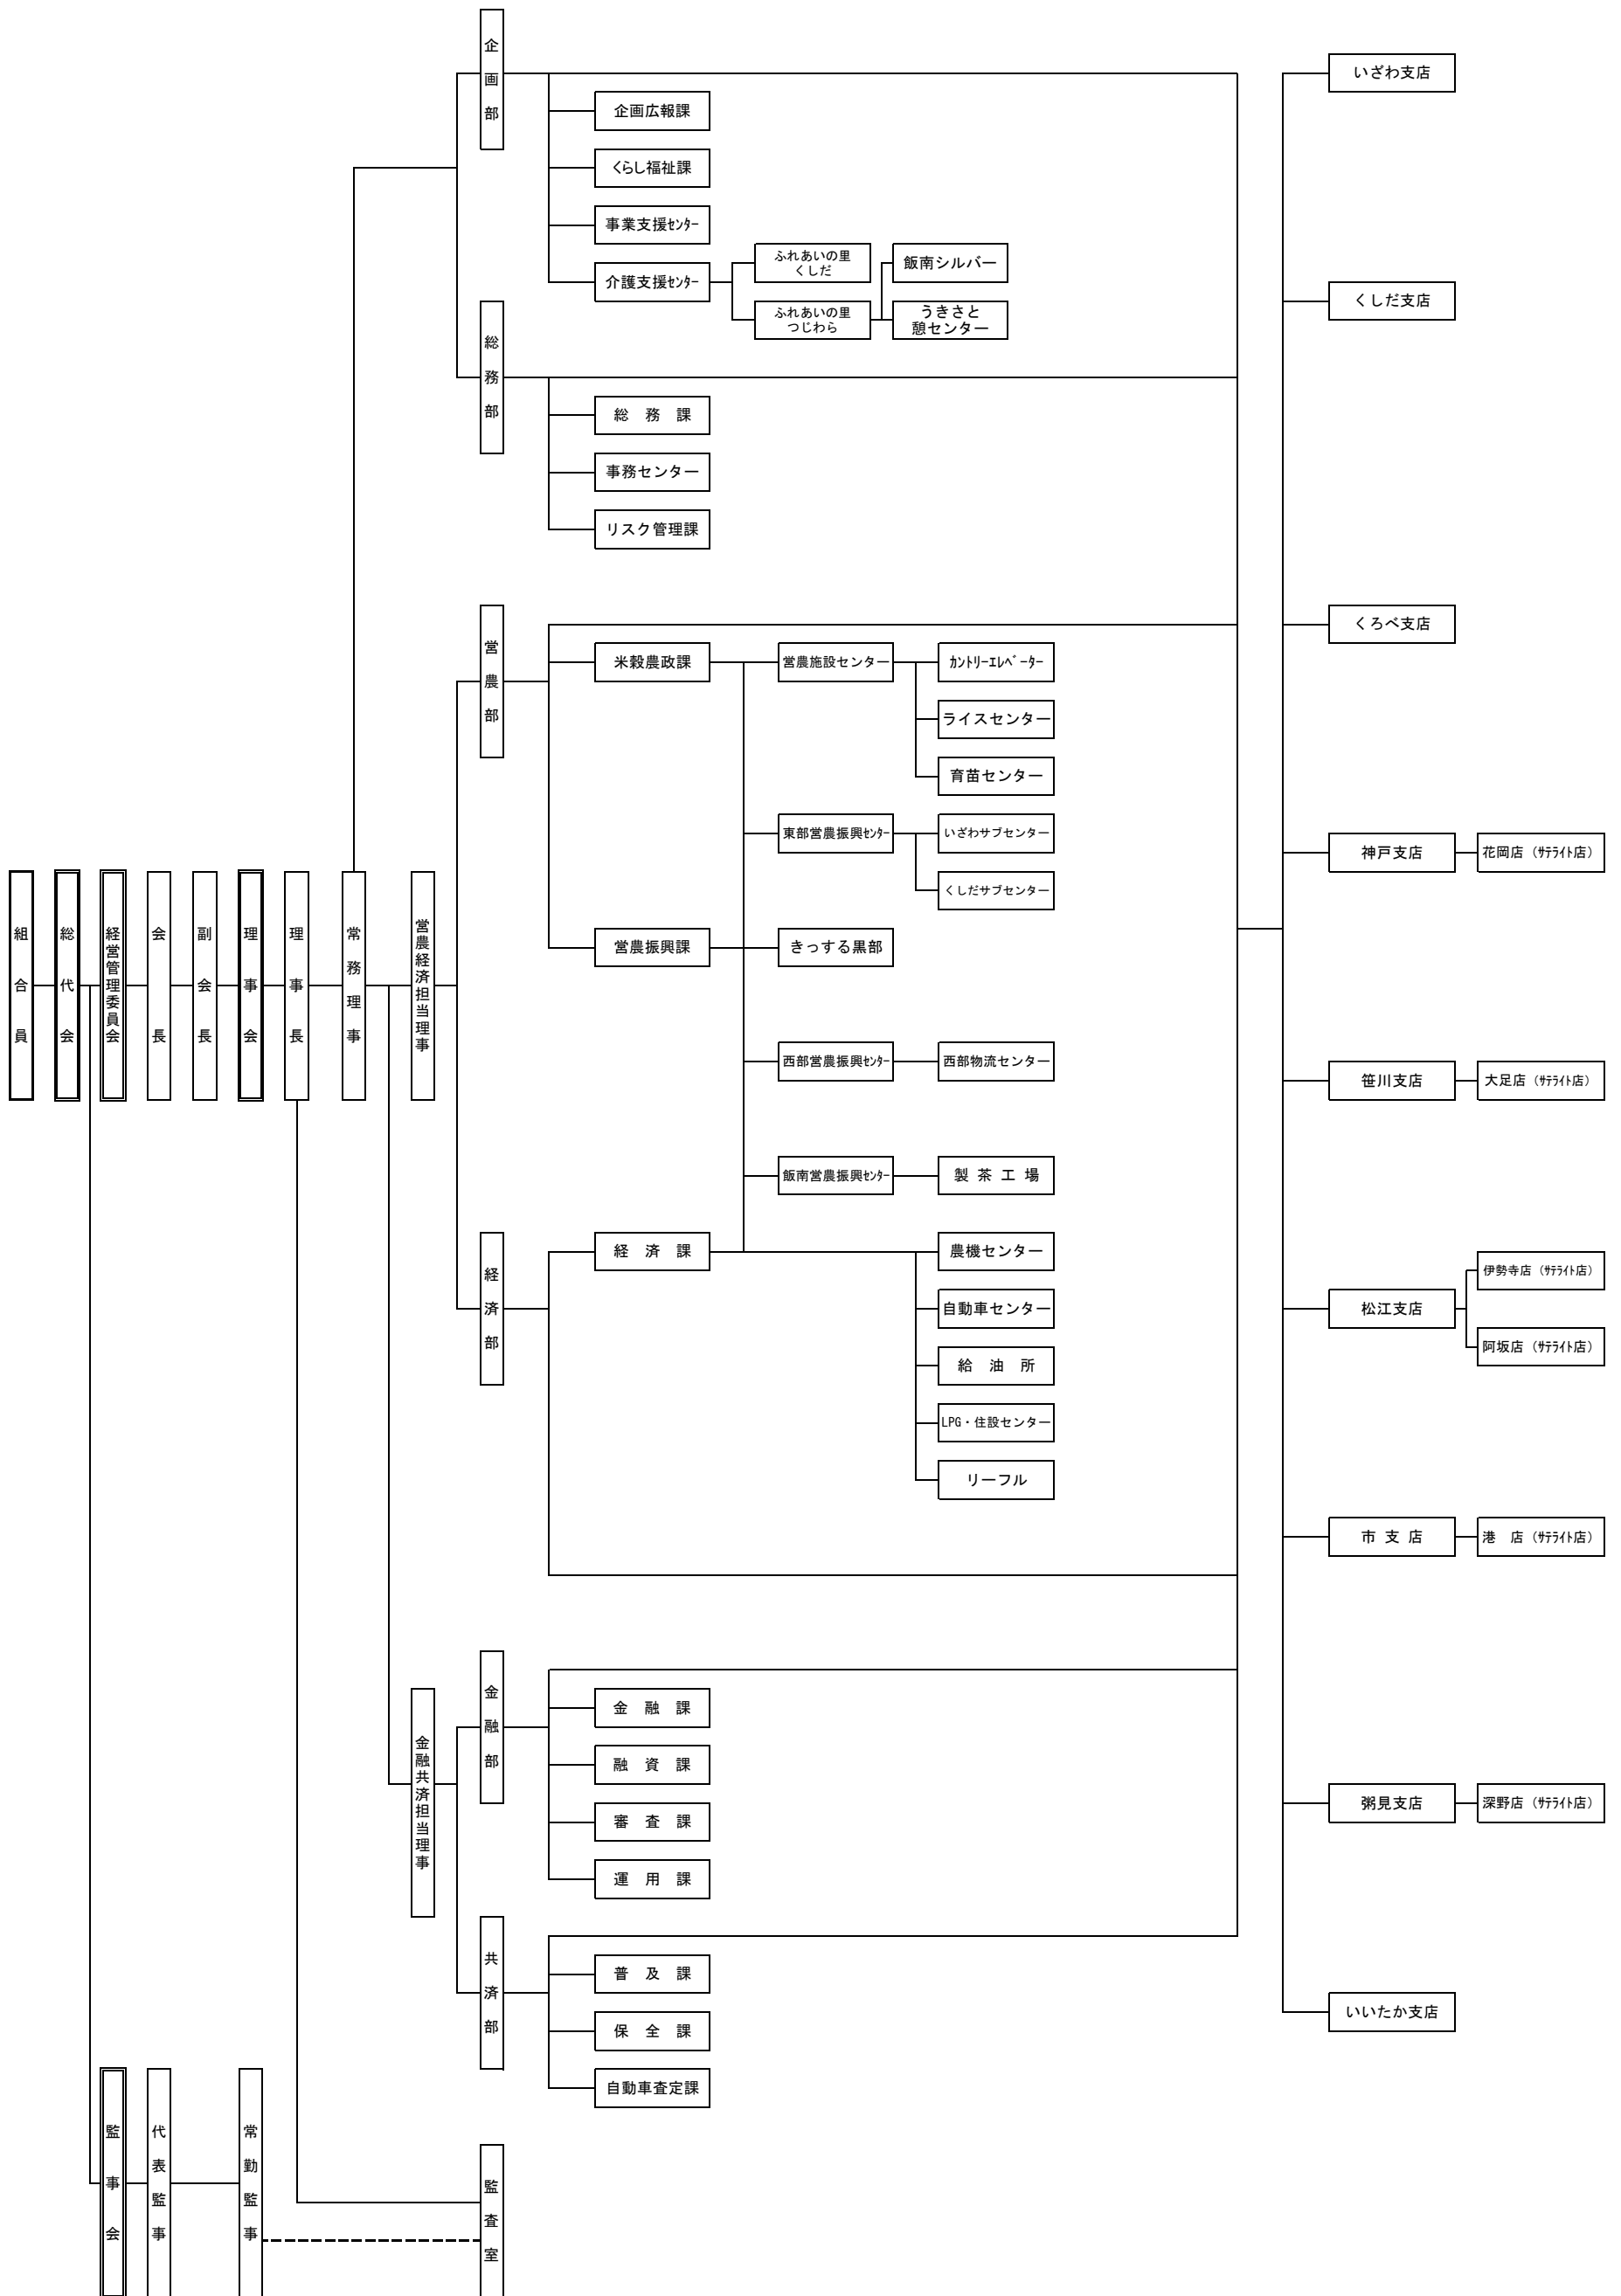 企画部
企画広報課
くらし福祉課
事業支援ｾﾝﾀｰ
介護支援ｾﾝﾀｰ
ふれあいの里
くしだ
ふれあいの里
つじわら
飯南シルバー
うきさと
憩センター
総務部
総　務　課
事務センター
リスク管理課
営農部
米穀農政課
営農施設センター
ｶﾝﾄﾘｰｴﾚﾍﾞｰﾀｰ
ライスセンター
育苗センター
東部営農振興ｾﾝﾀｰ
いざわサブセンター
くしだサブセンター
営農振興課
きっする黒部
西部営農振興ｾﾝﾀｰ
西部物流センター
飯南営農振興ｾﾝﾀｰ
製 茶 工 場
組合員
総代会
経営管理委員会
会長
副会長
理事会
理事長
常務理事
営農経済担当理事
経済部
経　済　課
農機センター
自動車センター
給　油　所
LPG・住設センター
リーフル
金融共済担当理事
金融部
金　融　課
融　資　課
審　査　課
運　用　課
共済部
普　及　課
保　全　課
自動車査定課
監事会
代表監事
常勤監事
監査室
いざわ支店
くしだ支店
くろべ支店
神戸支店
花岡店（ｻﾃﾗｲﾄ店）
笹川支店
大足店（ｻﾃﾗｲﾄ店）
松江支店
伊勢寺店（ｻﾃﾗｲﾄ店）
阿坂店（ｻﾃﾗｲﾄ店）
市 支 店
港　店（ｻﾃﾗｲﾄ店）
粥見支店
深野店（ｻﾃﾗｲﾄ店）
いいたか支店